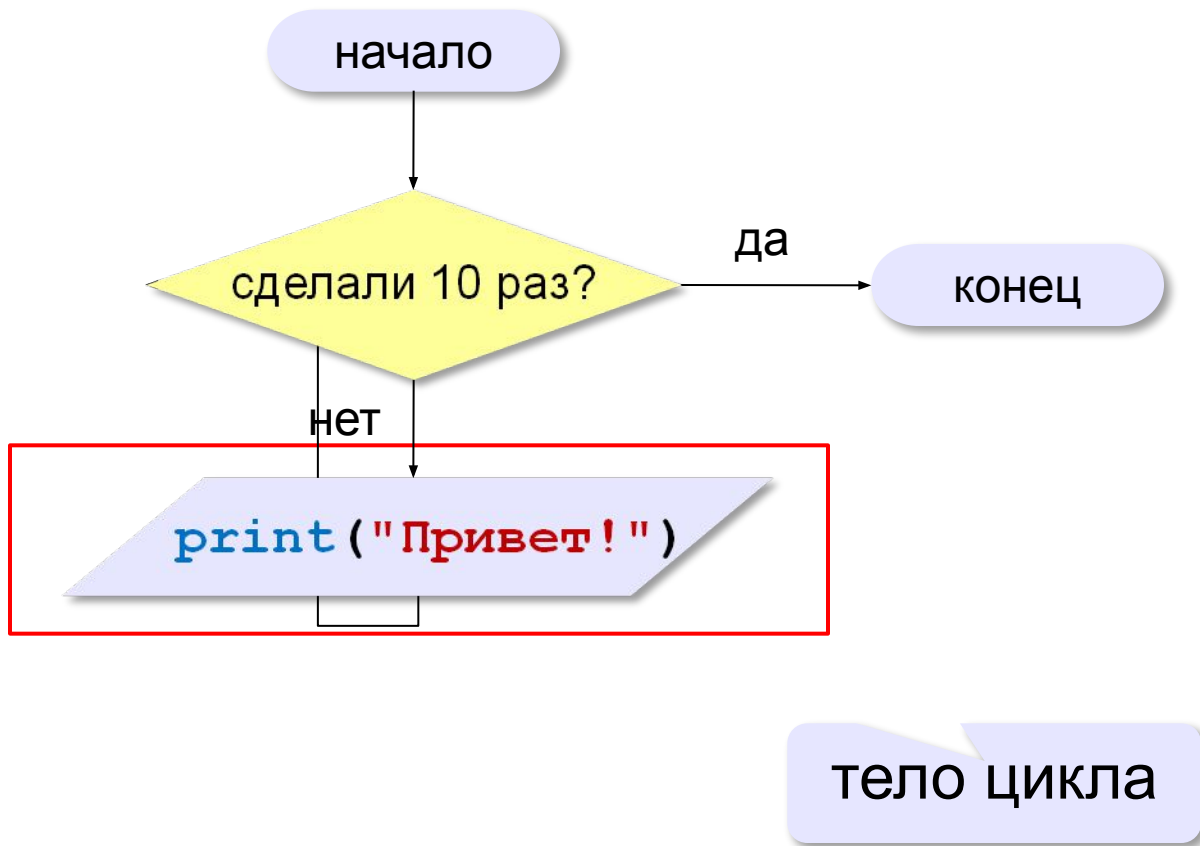 начало
сделали 10 раз?
да
конец
нет
print("Привет!")
тело цикла